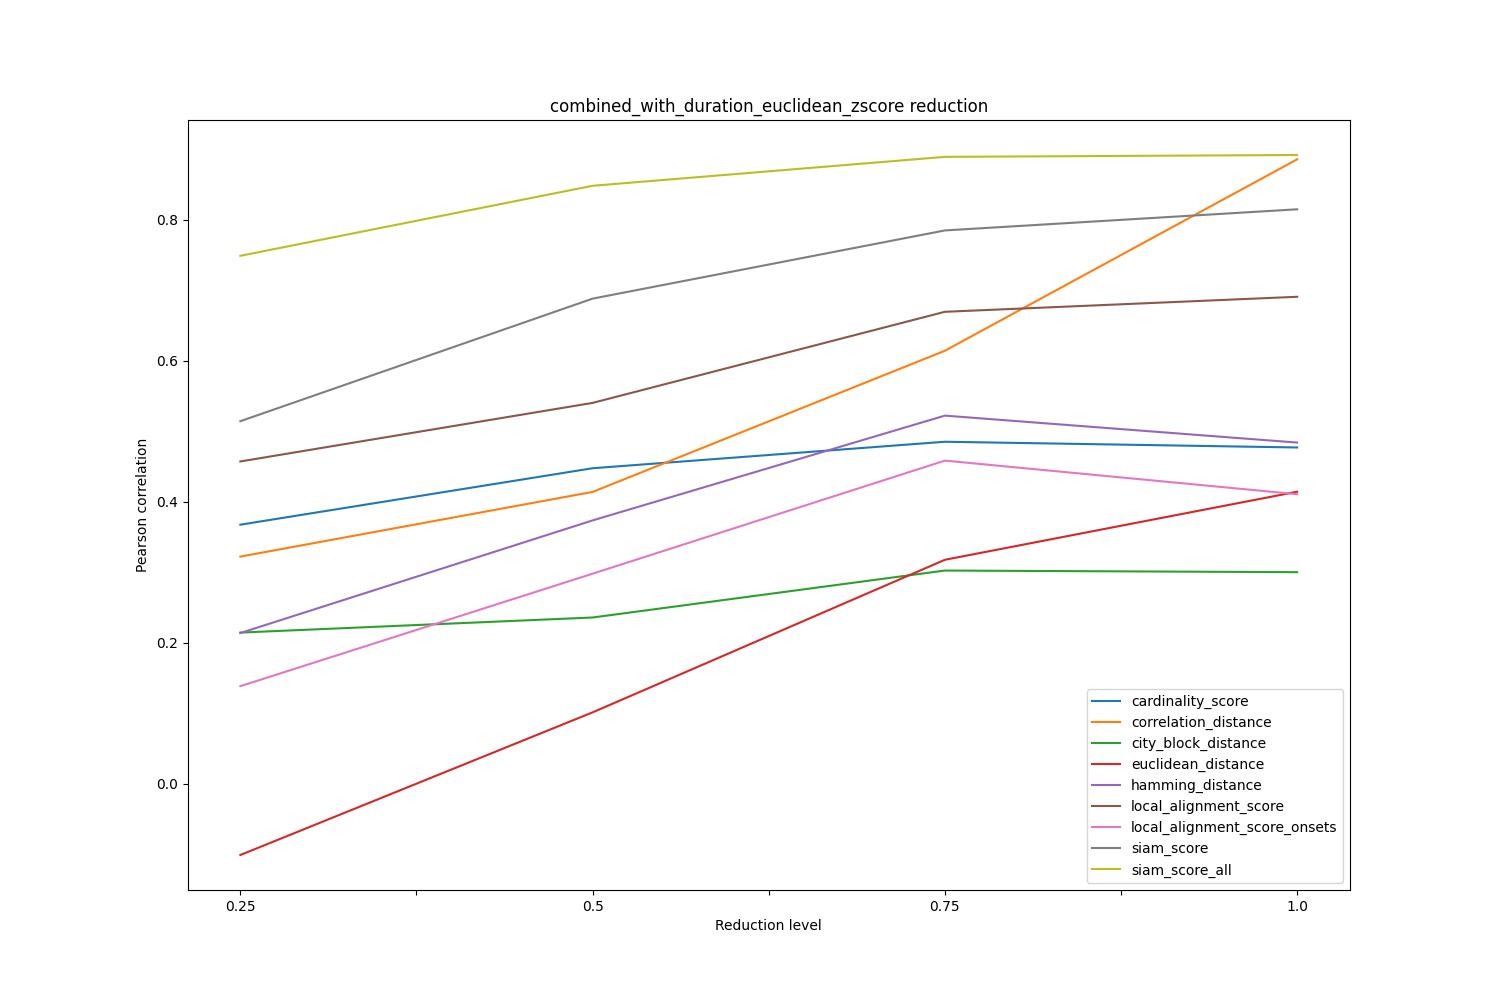 combined_with_duration_euclidean_zscore reduction
0.8
0.6
0.4
0.2
0.0
Pearson correlation
0.25 0.5 0.75 1.0
Reduction level
cardinality_score
correlation_distance
city_block_distance
euclidean_distance
hamming_distance
local_alignment_score
local_alignment_score_onsets
siam_score
siam_score_all